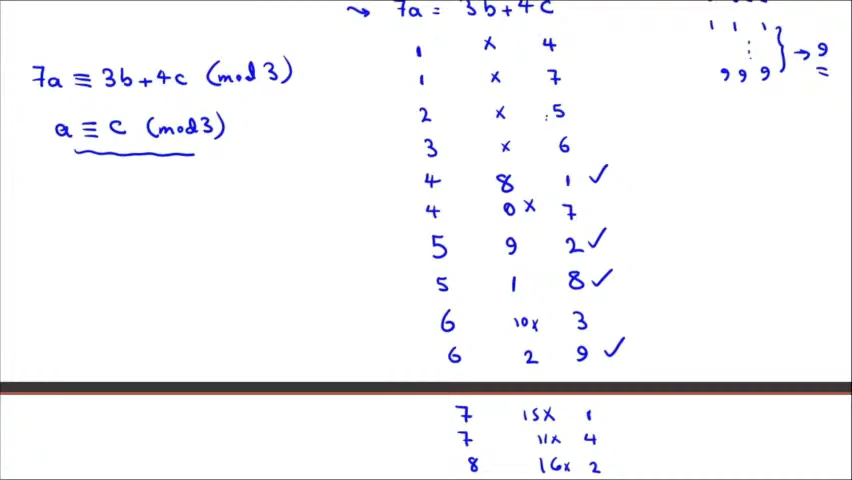 ⤳ 7a = 3b + 4c
1 1 1
1 × 4
⋮ } → 9
7a ≡ 3b + 4c (mod 3)
1 × 7
9 9 9
a ≡ c (mod 3)
2 × 5
3 × 6
4 8 1 ✓
4 0 × 7
5 9 2 ✓
5 1 8 ✓
6 10 × 3
6 2 9 ✓
7 15 × 1
7 11 × 4
8 16 × 2